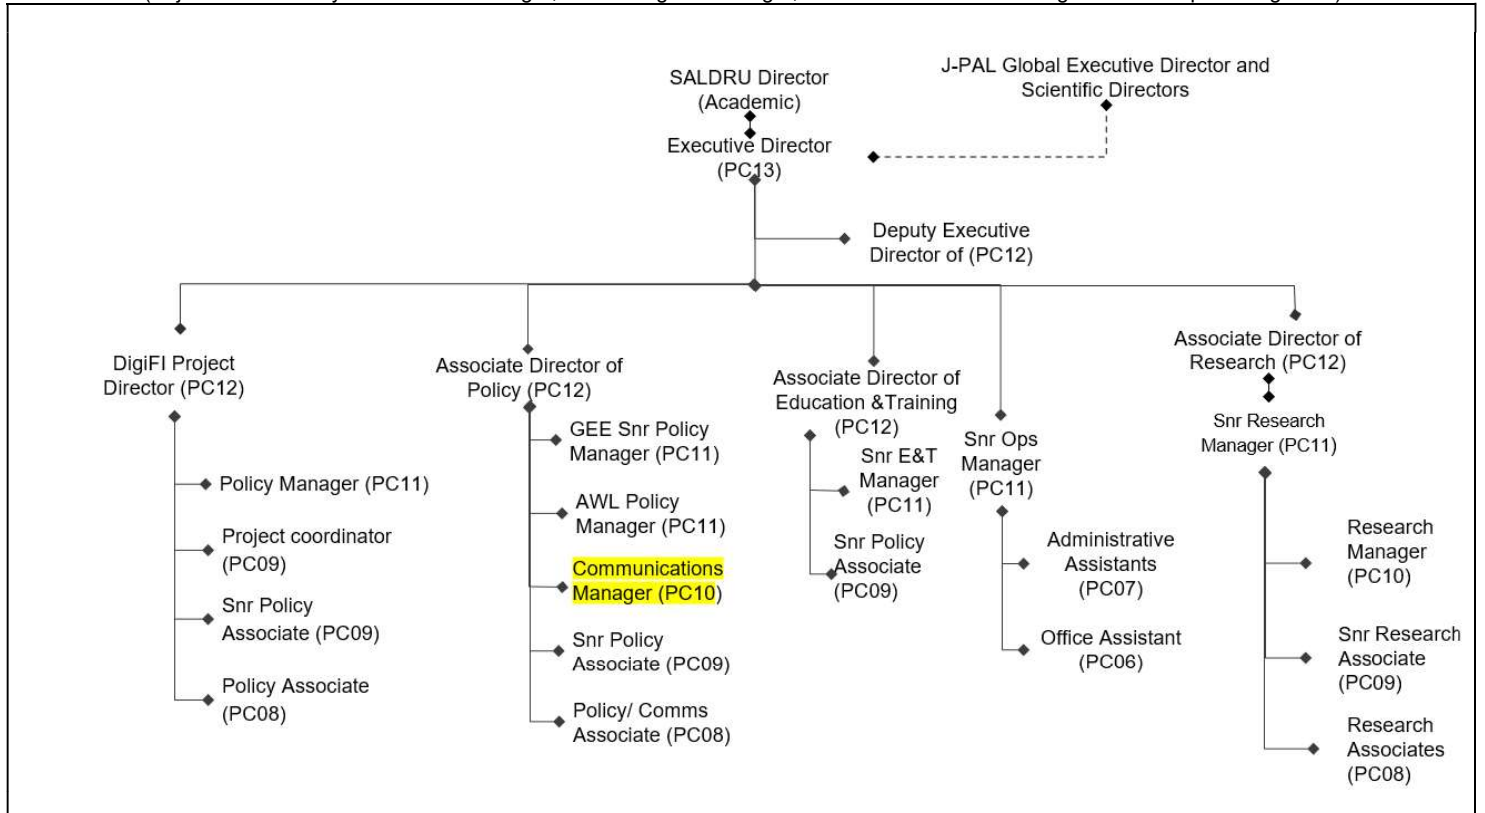 SALDRU Director
(Academic)
J-PAL Global Executive Director and
Scientific Directors
Executive Director
(PC13)
Deputy Executive
Director of (PC12)
DigiFI Project
Director (PC12)
Policy Manager (PC11)
Project coordinator
(PC09)
Snr Policy
Associate (PC09)
Policy Associate
(PC08)
Associate Director of
Policy (PC12)
GEE Snr Policy
Manager (PC11)
AWL Policy
Manager (PC11)
Communications
Manager (PC10)
Snr Policy
Associate (PC09)
Policy/ Comms
Associate (PC08)
Associate Director of
Education &Training
(PC12)
Snr E&T
Manager
(PC11)
Snr Policy
Associate
(PC09)
Snr Ops
Manager
(PC11)
Administrative
Assistants
(PC07)
Office Assistant
(PC06)
Associate Director of
Research (PC12)
Snr Research
Manager (PC11)
Research
Manager
(PC10)
Snr Research
Associate
(PC09)
Research
Associates
(PC08)